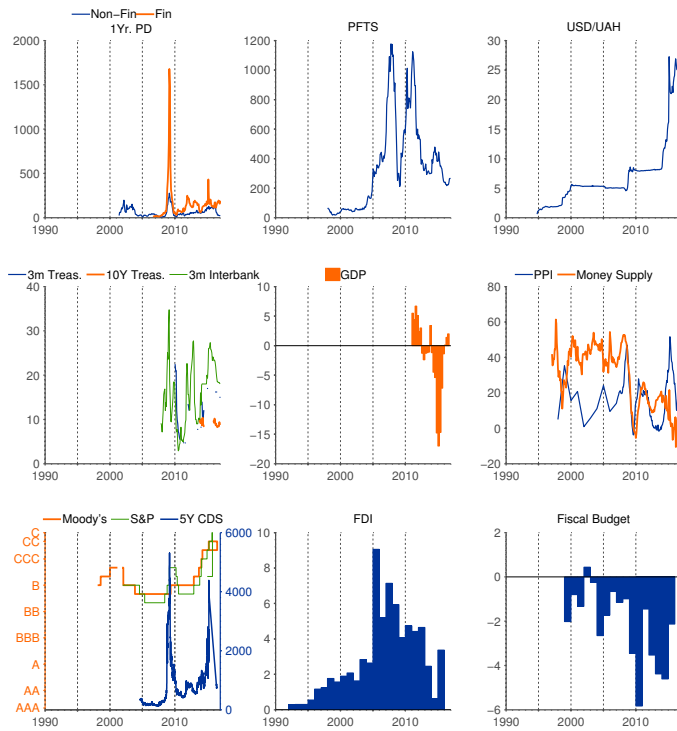 Non−Fin Fin
1Yr. PD
2000
1500
1000
500
0
1990 2000 2010
PFTS
1200
1000
800
600
400
200
0
1990 2000 2010
USD/UAH
30
25
20
15
10
5
0
1990 2000 2010
3m Treas. 10Y Treas. 3m Interbank
40
30
20
10
0
1990 2000 2010
GDP
10
5
0
−5
−10
−15
−20
1990 2000 2010
PPI Money Supply
80
60
40
20
0
−20
1990 2000 2010
Moody's S&P 5Y CDS
C
CC
CCC
B
BB
BBB
A
AA
AAA
6000
4000
2000
0
1990 2000 2010
FDI
10
8
6
4
2
0
1990 2000 2010
Fiscal Budget
2
0
−2
−4
−6
1990 2000 2010